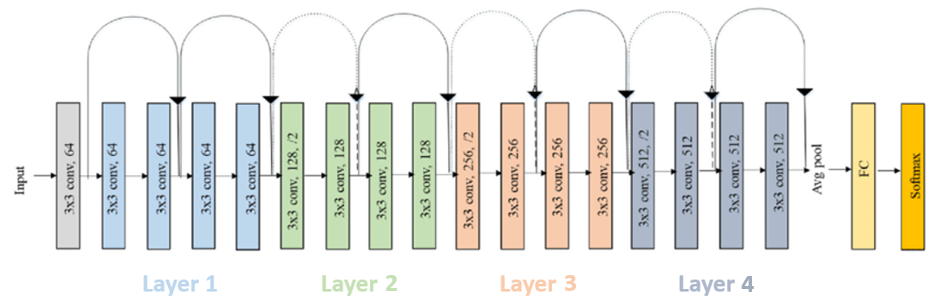 Input
3x3 conv, 64
3x3 conv, 64
3x3 conv, 64
3x3 conv, 64
3x3 conv, 64
3x3 conv, 128, /2
3x3 conv, 128
3x3 conv, 128
3x3 conv, 128
3x3 conv, 256, /2
3x3 conv, 256
3x3 conv, 256
3x3 conv, 256
3x3 conv, 512, /2
3x3 conv, 512
3x3 conv, 512
3x3 conv, 512
Avg pool
FC
Softmax
Layer 1
Layer 2
Layer 3
Layer 4